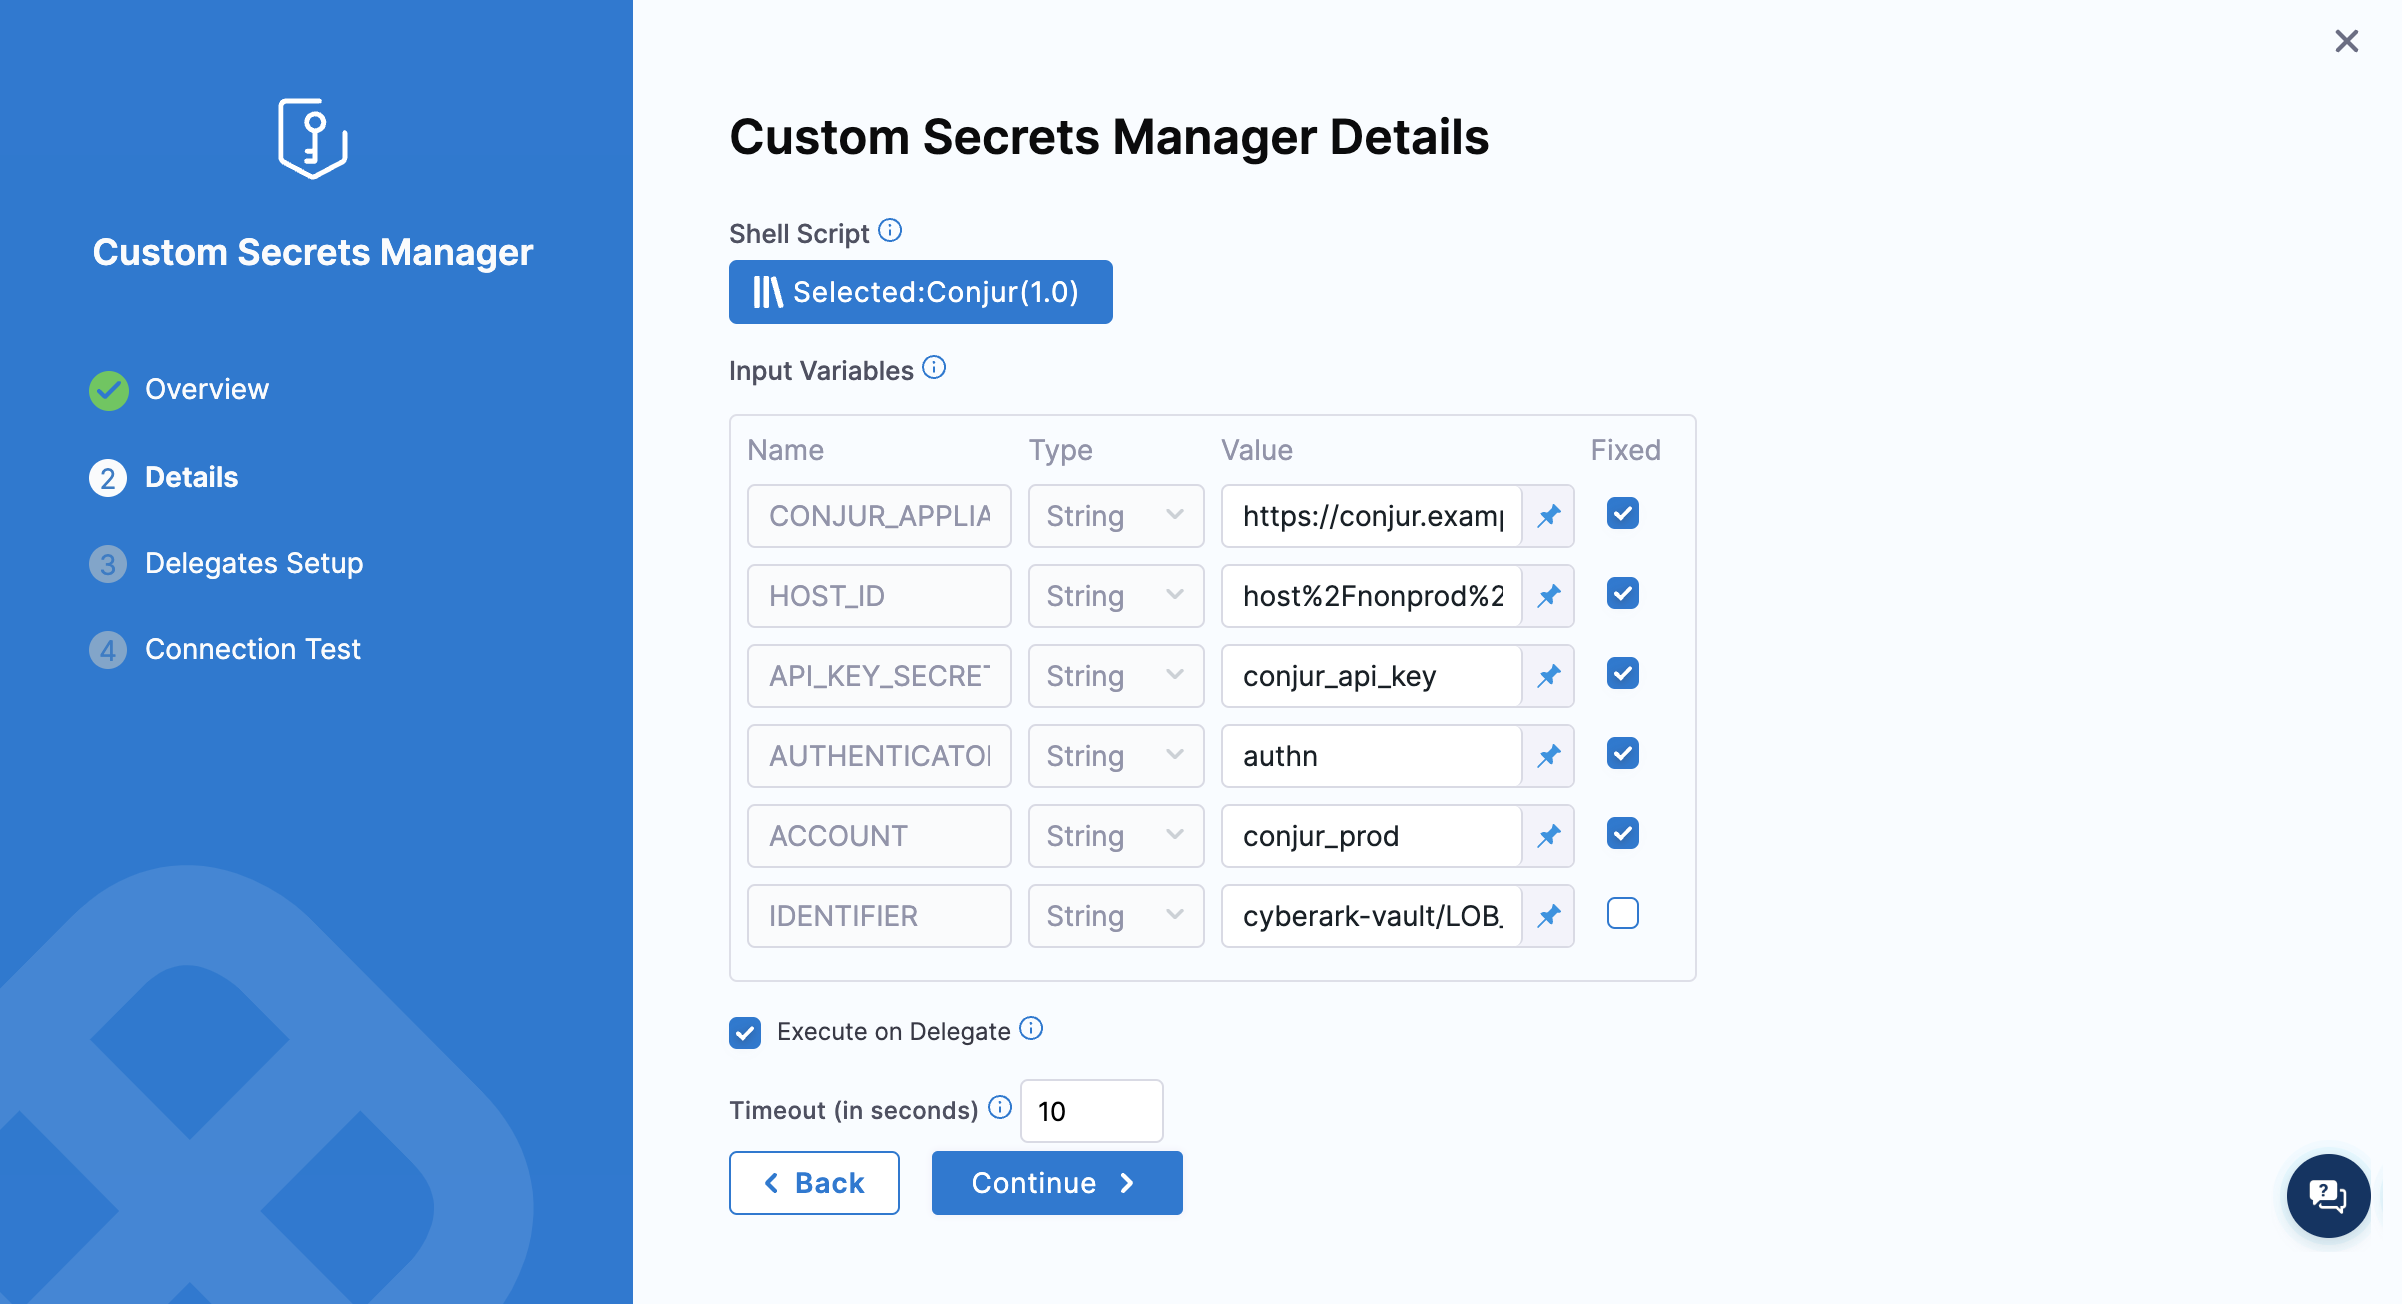 Custom Secrets Manager
Overview
2 Details
3 Delegates Setup
4 Connection Test
Custom Secrets Manager Details
Shell Script
Selected:Conjur(1.0)
Input Variables
Name Type Value Fixed
CONJUR_APPLIA String https://conjur.examp
HOST_ID String host%2Fnonprod%2
API_KEY_SECRET String conjur_api_key
AUTHENTICATOR String authn
ACCOUNT String conjur_prod
IDENTIFIER String cyberark-vault/LOB_
Execute on Delegate
Timeout (in seconds) 10
Back Continue